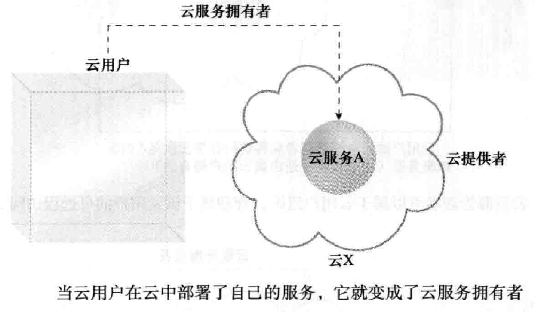 云服务拥有者
云用户
云服务A
云提供者
云X
当云用户在云中部署了自己的服务，它就变成了云服务拥有者